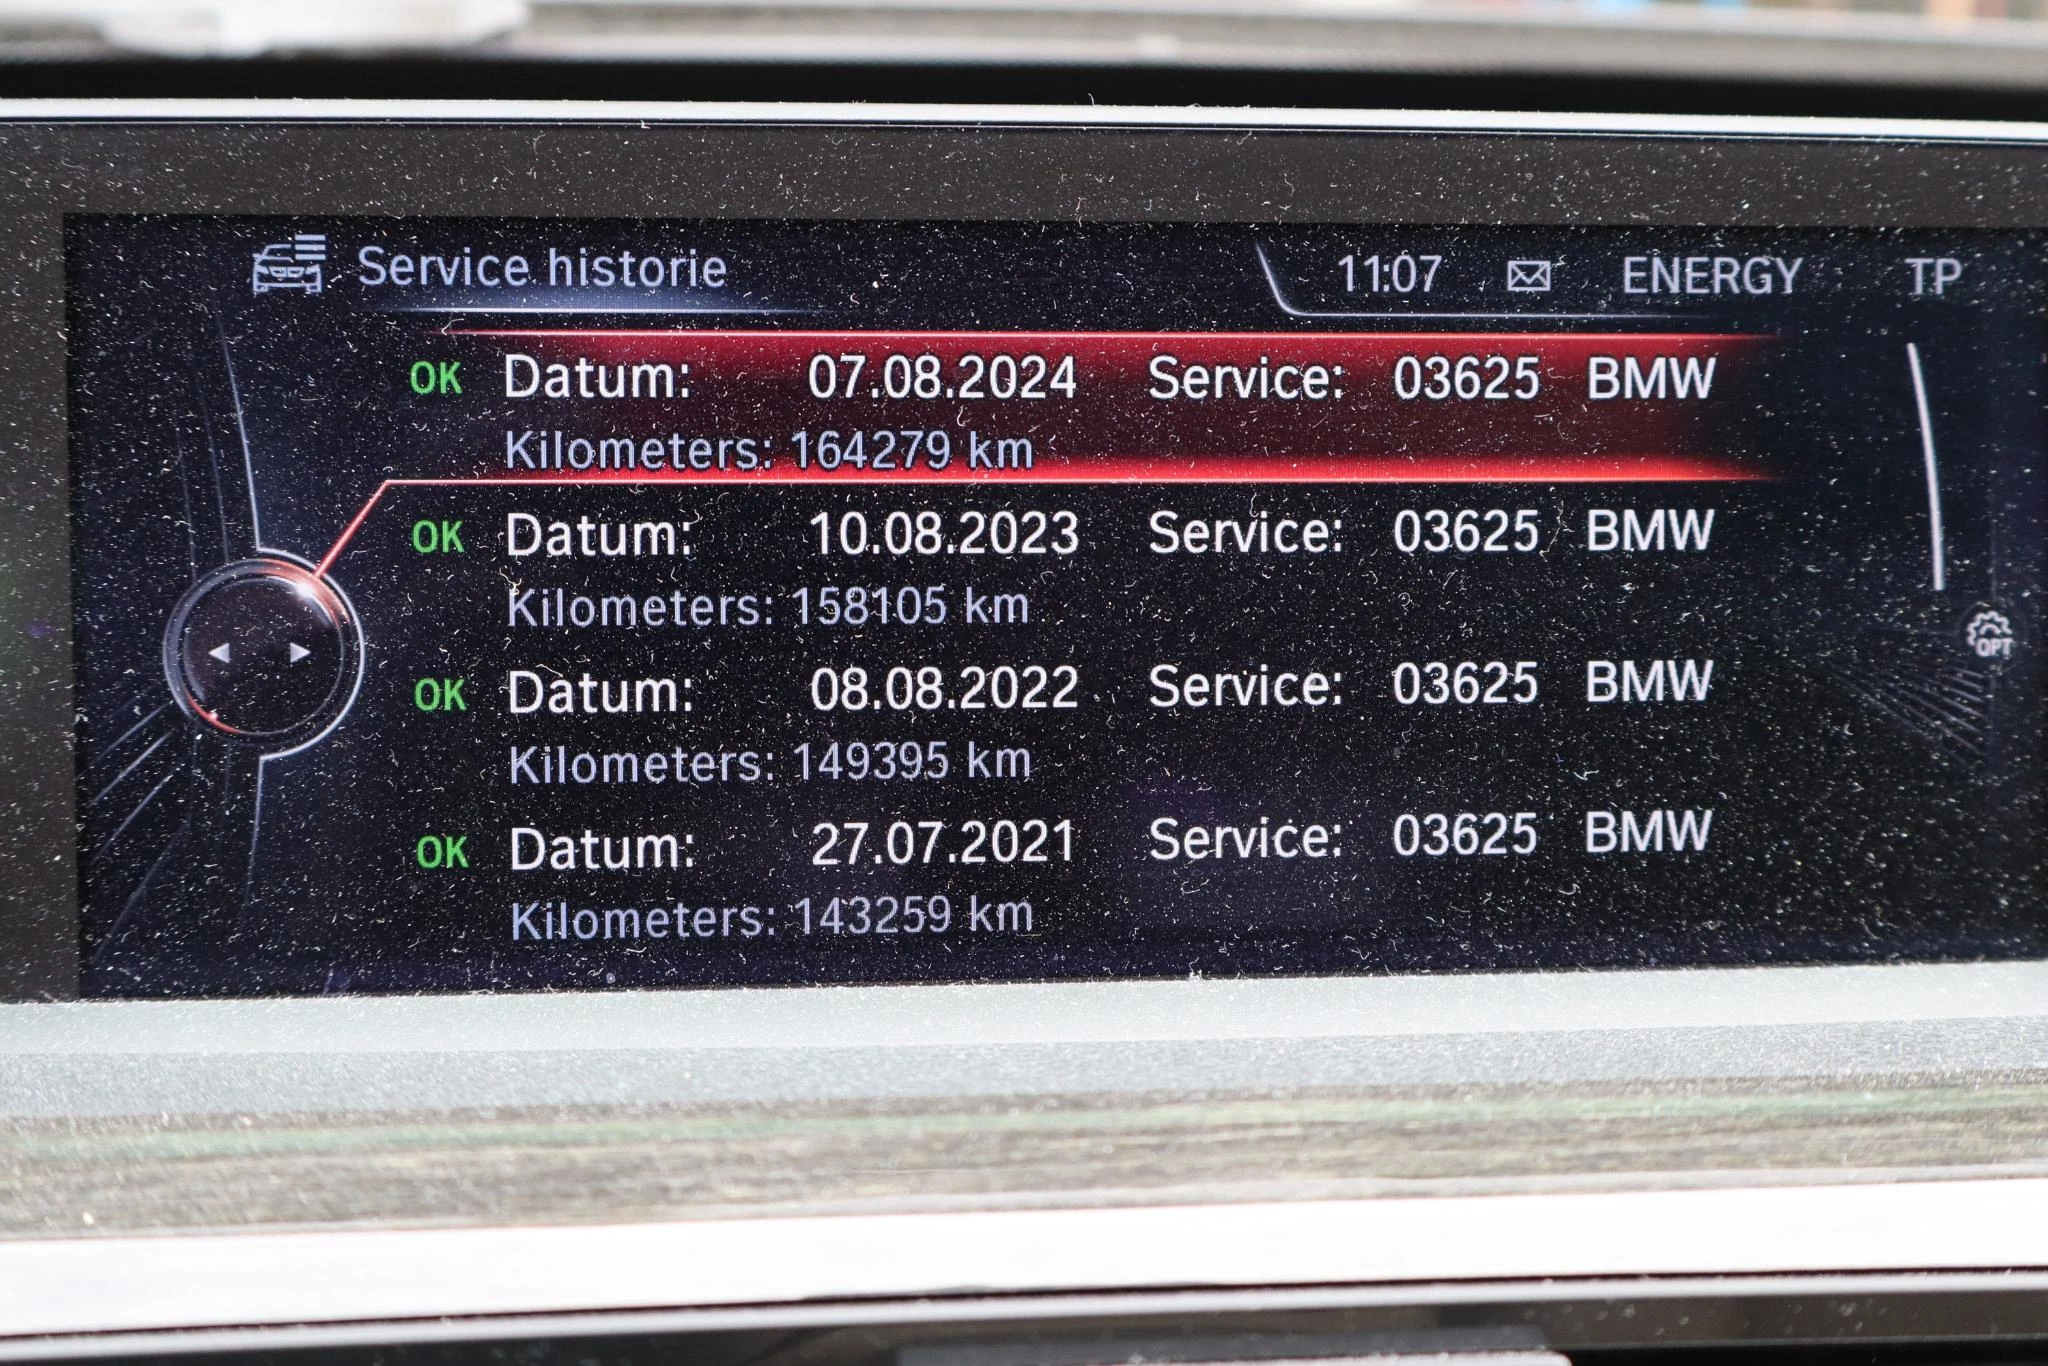 Service historie 11:07 ENERGY TP
OK Datum: 07.08.2024 Service: 03625 BMW
Kilometers: 164279 km
OK Datum: 10.08.2023 Service: 03625 BMW
Kilometers: 158105 km
OK Datum: 08.08.2022 Service: 03625 BMW
Kilometers: 149395 km
OK Datum: 27.07.2021 Service: 03625 BMW
Kilometers: 143259 km
OPT